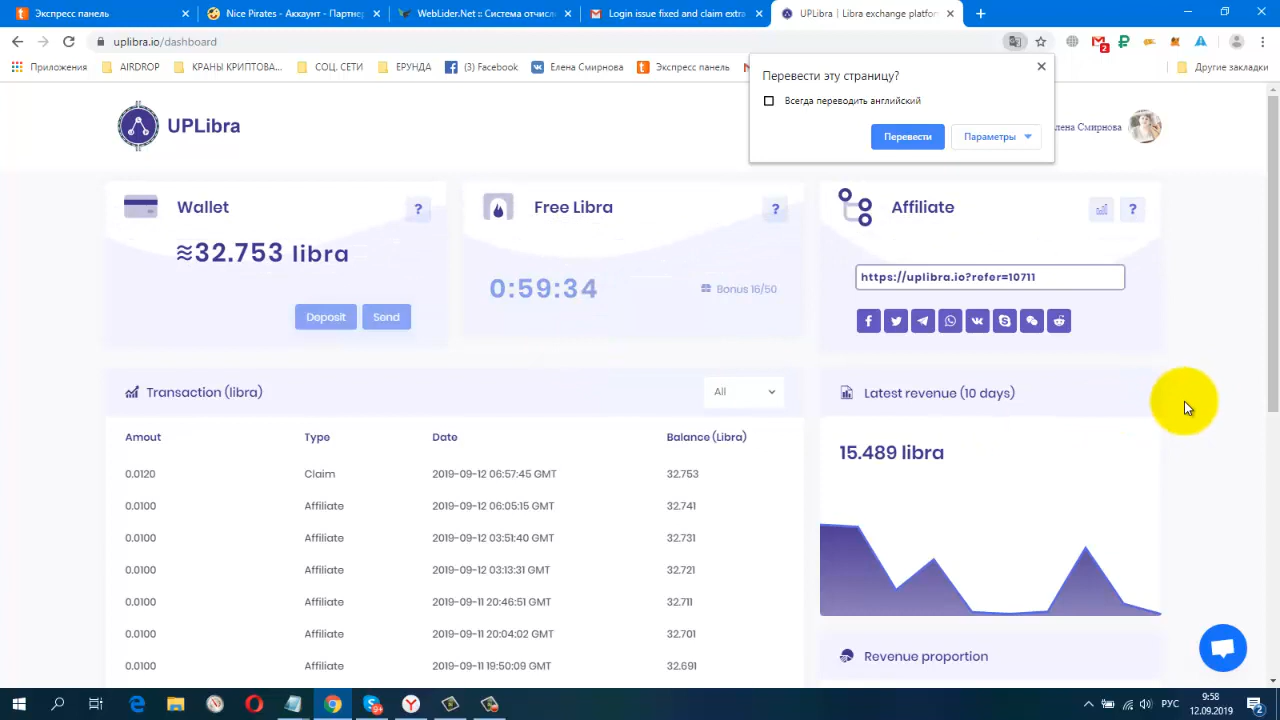 Экспресс панель
Nice Pirates - Аккаунт - Партнер
WebLider.Net :: Система отчисле
Login issue fixed and claim extra
UPLibra | Libra exchange platfor
uplibra.io/dashboard
2
Приложения
AIRDROP
КРАНЫ КРИПТОВА...
СОЦ. СЕТИ
ЕРУНДА
(3) Facebook
Елена Смирнова
Экспресс панель
Другие закладки
Перевести эту страницу?
Всегда переводить английский
Перевести
Параметры
UPLibra
лена Смирнова
Wallet
?
≋32.753 libra
Deposit
Send
Free Libra
?
0:59:34
Bonus 16/50
Affiliate
?
https://uplibra.io?refer=10711
Transaction (libra)
All
Amout Type Date Balance (Libra)
0.0120 Claim 2019-09-12 06:57:45 GMT 32.753
0.0100 Affiliate 2019-09-12 06:05:15 GMT 32.741
0.0100 Affiliate 2019-09-12 03:51:40 GMT 32.731
0.0100 Affiliate 2019-09-12 03:13:31 GMT 32.721
0.0100 Affiliate 2019-09-11 20:46:51 GMT 32.711
0.0100 Affiliate 2019-09-11 20:04:02 GMT 32.701
0.0100 Affiliate 2019-09-11 19:50:09 GMT 32.691
Latest revenue (10 days)
15.489 libra
Revenue proportion
РУС
9:58
12.09.2019
2